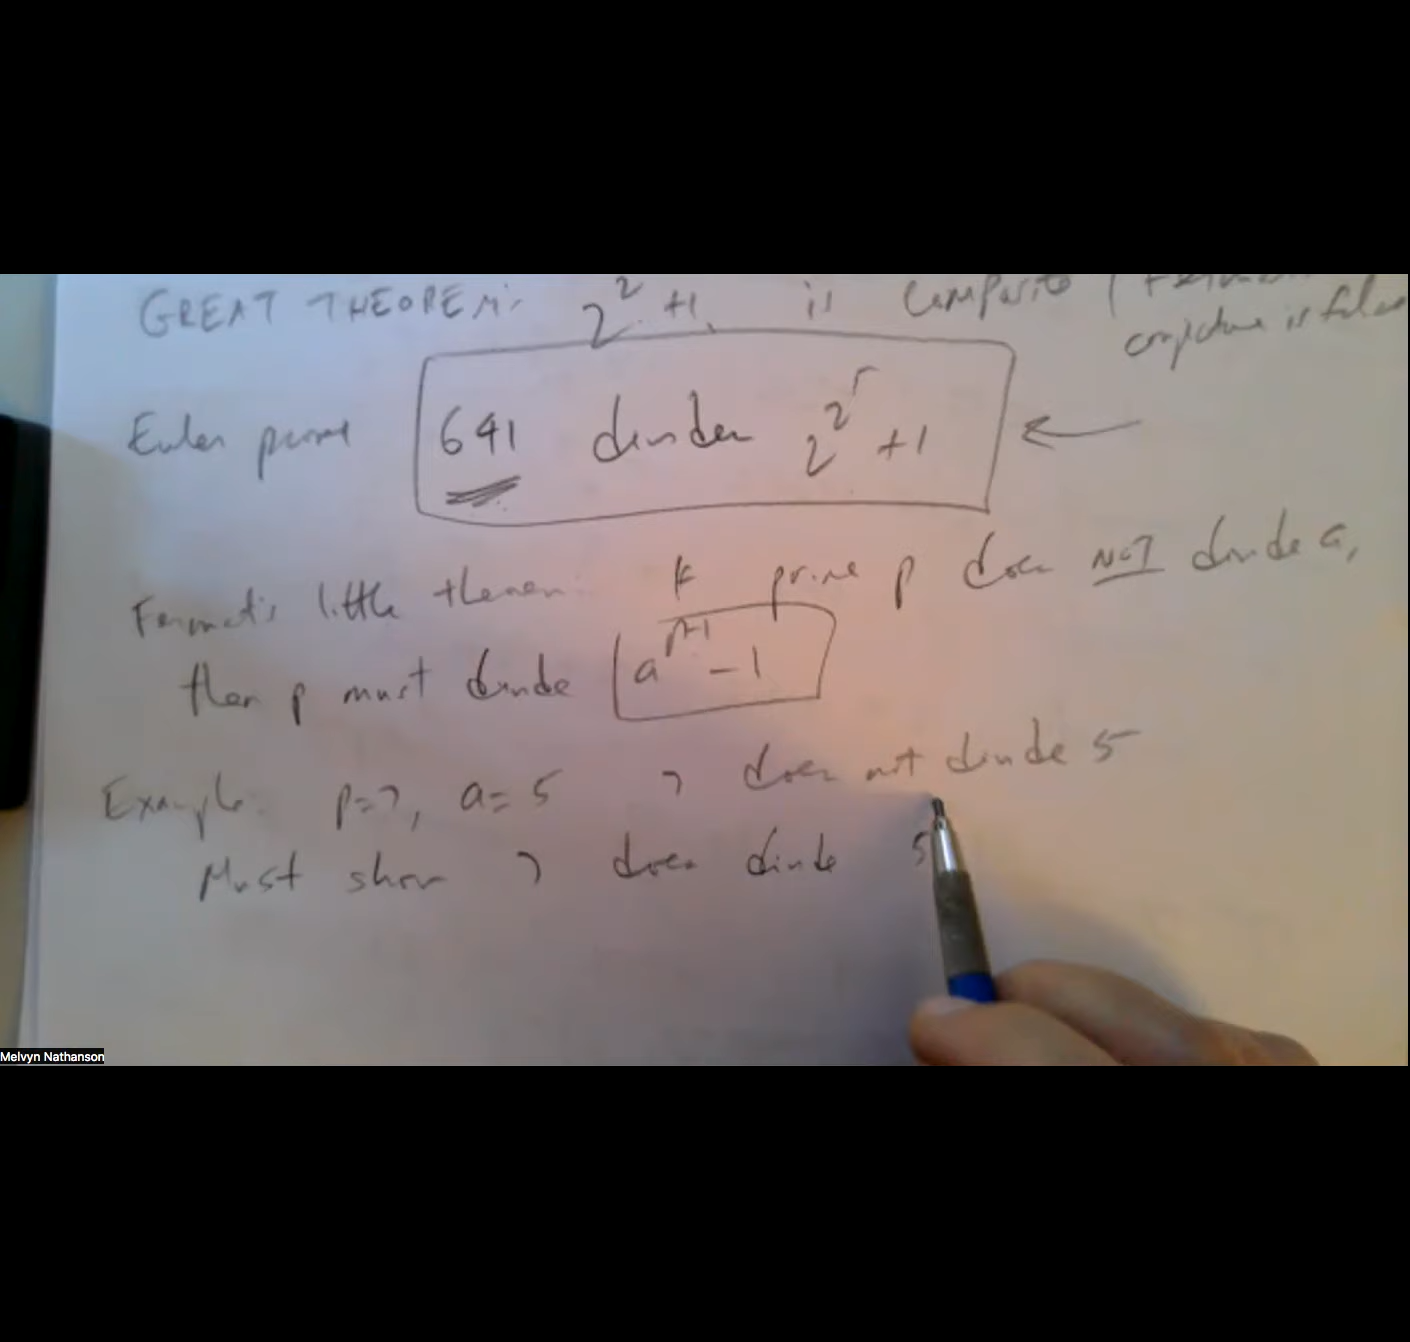 GREAT THEOREM: 2^2 +1 is composite (Fermat's
conjecture is false
Euler proved 641 divides 2^2^5 +1
Fermat's little theorem: If prime p does NOT divide a,
then p must divide a^p-1 - 1
Example: p=7, a=5 7 does not divide 5
Must show 7 does divide 5
Melvyn Nathanson